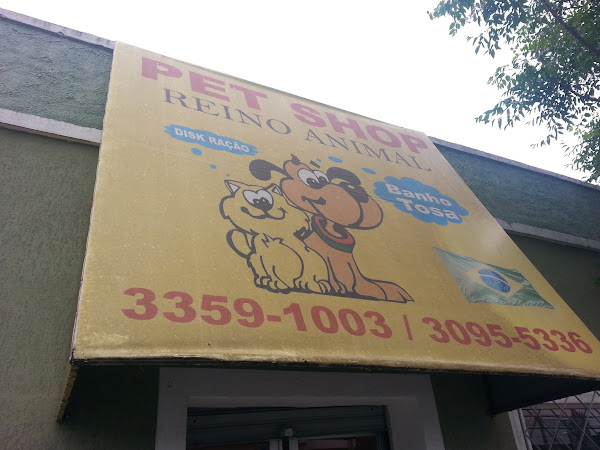 PET SHOP
REINO ANIMAL
DISK RAÇÃO
Banho
Tosa
3359-1003 / 3095-5336